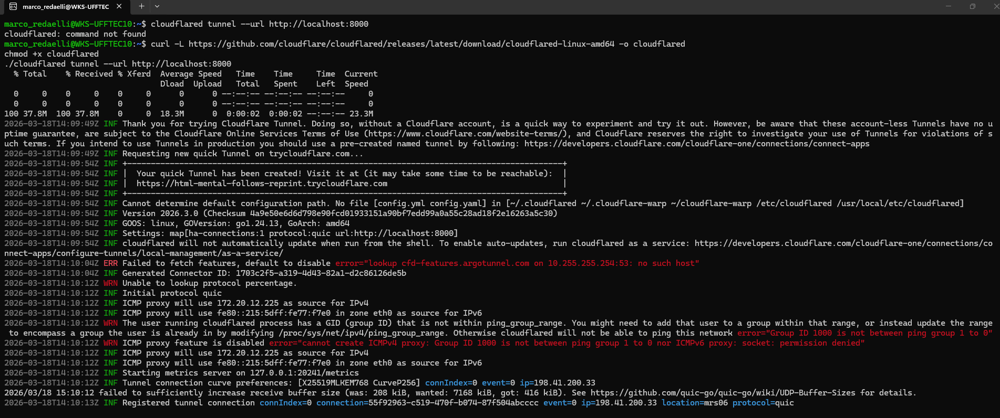 marco_redaelli@WKS-UFFTEC
marco_redaelli@WKS-UFFTEC10:~$ cloudflared tunnel --url http://localhost:8000
cloudflared: command not found
marco_redaelli@WKS-UFFTEC10:~$ curl -L https://github.com/cloudflare/cloudflared/releases/latest/download/cloudflared-linux-amd64 -o cloudflared
chmod +x cloudflared
./cloudflared tunnel --url http://localhost:8000
  % Total    % Received % Xferd  Average Speed   Time    Time     Time  Current
                                 Dload  Upload   Total   Spent    Left  Speed
  0     0    0     0    0     0      0      0 --:--:-- --:--:-- --:--:--     0
  0     0    0     0    0     0      0      0 --:--:-- --:--:-- --:--:--     0
100 37.8M  100 37.8M    0     0  18.3M      0  0:00:02  0:00:02 --:--:-- 23.3M
2026-03-18T14:09:49Z INF Thank you for trying Cloudflare Tunnel. Doing so, without a Cloudflare account, is a quick way to experiment and try it out. However, be aware that these account-less Tunnels have no u
ptime guarantee, are subject to the Cloudflare Online Services Terms of Use (https://www.cloudflare.com/website-terms/), and Cloudflare reserves the right to investigate your use of Tunnels for violations of s
uch terms. If you intend to use Tunnels in production you should use a pre-created named tunnel by following: https://developers.cloudflare.com/cloudflare-one/connections/connect-apps
2026-03-18T14:09:49Z INF Requesting new quick Tunnel on trycloudflare.com...
2026-03-18T14:09:54Z INF +--------------------------------------------------------------------------------------------+
2026-03-18T14:09:54Z INF |  Your quick Tunnel has been created! Visit it at (it may take some time to be reachable):  |
2026-03-18T14:09:54Z INF |  https://html-mental-follows-reprint.trycloudflare.com                                     |
2026-03-18T14:09:54Z INF +--------------------------------------------------------------------------------------------+
2026-03-18T14:09:54Z INF Cannot determine default configuration path. No file [config.yml config.yaml] in [~/.cloudflared ~/.cloudflare-warp ~/cloudflare-warp /etc/cloudflared /usr/local/etc/cloudflared]
2026-03-18T14:09:54Z INF Version 2026.3.0 (Checksum 4a9e50e6d6d798e90fcd01933151a90bf7edd99a0a55c28ad18f2e16263a5c30)
2026-03-18T14:09:54Z INF GOOS: linux, GOVersion: go1.24.13, GoArch: amd64
2026-03-18T14:09:54Z INF Settings: map[ha-connections:1 protocol:quic url:http://localhost:8000]
2026-03-18T14:09:54Z INF cloudflared will not automatically update when run from the shell. To enable auto-updates, run cloudflared as a service: https://developers.cloudflare.com/cloudflare-one/connections/co
nnect-apps/configure-tunnels/local-management/as-a-service/
2026-03-18T14:10:04Z ERR Failed to fetch features, default to disable error="lookup cfd-features.argotunnel.com on 10.255.255.254:53: no such host"
2026-03-18T14:10:04Z INF Generated Connector ID: 1703c2f5-a319-4d43-82a1-d2c86126de5b
2026-03-18T14:10:12Z WRN Unable to lookup protocol percentage.
2026-03-18T14:10:12Z INF Initial protocol quic
2026-03-18T14:10:12Z INF ICMP proxy will use 172.20.12.225 as source for IPv4
2026-03-18T14:10:12Z INF ICMP proxy will use fe80::215:5dff:fe77:f7e0 in zone eth0 as source for IPv6
2026-03-18T14:10:12Z WRN The user running cloudflared process has a GID (group ID) that is not within ping_group_range. You might need to add that user to a group within that range, or instead update the range
 to encompass a group the user is already in by modifying /proc/sys/net/ipv4/ping_group_range. Otherwise cloudflared will not be able to ping this network error="Group ID 1000 is not between ping group 1 to 0"
2026-03-18T14:10:12Z WRN ICMP proxy feature is disabled error="cannot create ICMPv4 proxy: Group ID 1000 is not between ping group 1 to 0 nor ICMPv6 proxy: socket: permission denied"
2026-03-18T14:10:12Z INF ICMP proxy will use 172.20.12.225 as source for IPv4
2026-03-18T14:10:12Z INF ICMP proxy will use fe80::215:5dff:fe77:f7e0 in zone eth0 as source for IPv6
2026-03-18T14:10:12Z INF Starting metrics server on 127.0.0.1:20241/metrics
2026-03-18T14:10:12Z INF Tunnel connection curve preferences: [X25519MLKEM768 CurveP256] connIndex=0 event=0 ip=198.41.200.33
2026/03/18 15:10:12 failed to sufficiently increase receive buffer size (was: 208 kiB, wanted: 7168 kiB, got: 416 kiB). See https://github.com/quic-go/quic-go/wiki/UDP-Buffer-Sizes for details.
2026-03-18T14:10:13Z INF Registered tunnel connection connIndex=0 connection=55f92963-c519-470f-b074-87f504abcccc event=0 ip=198.41.200.33 location=mrs06 protocol=quic